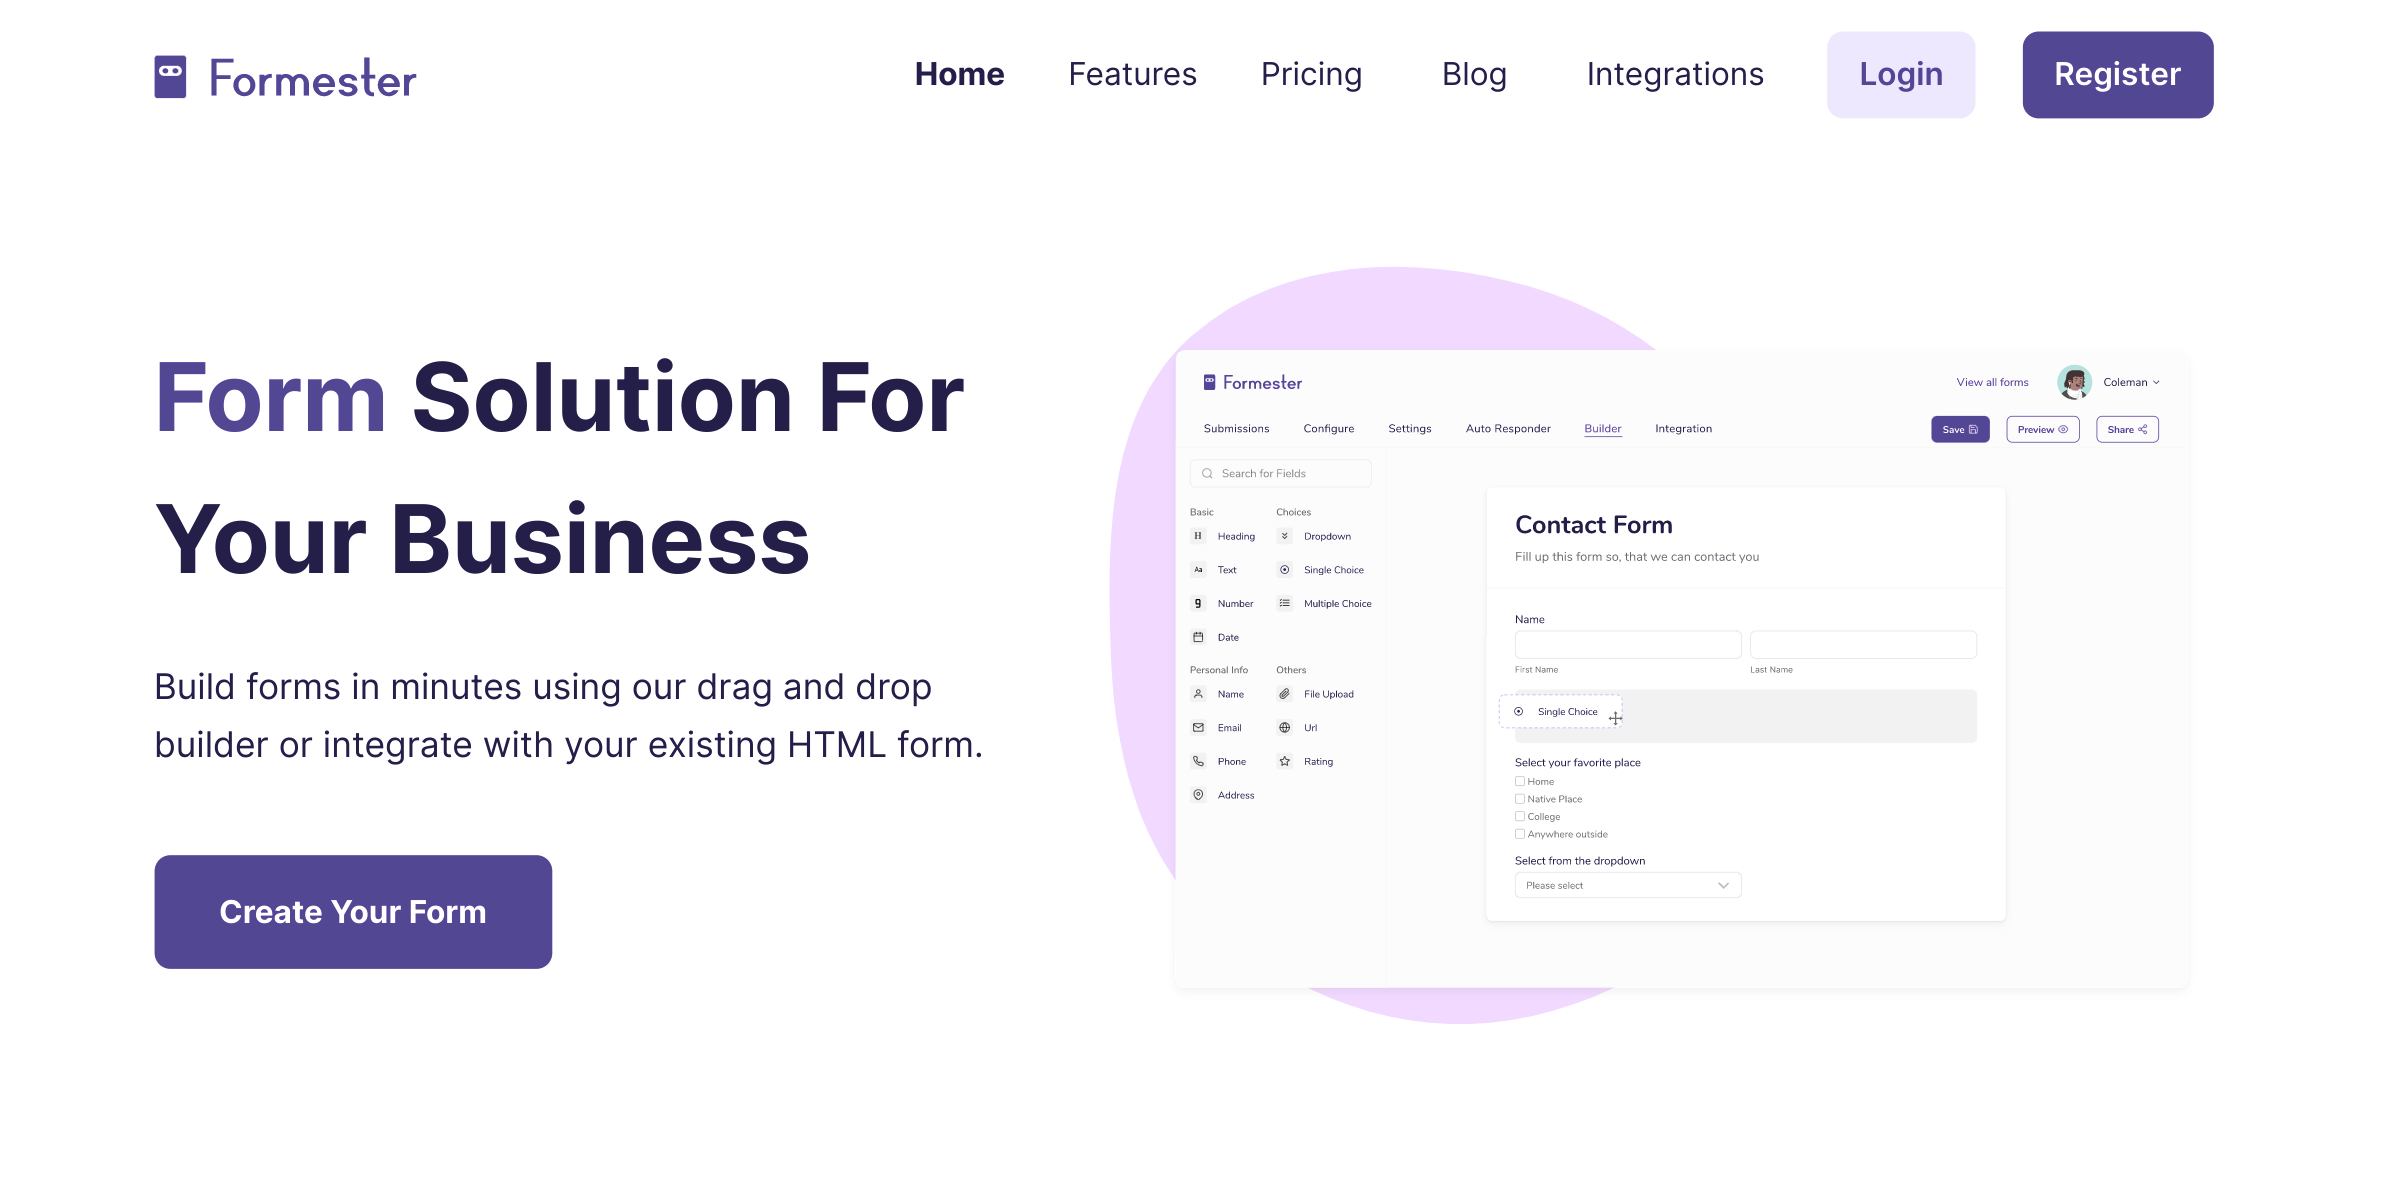 Formester
Home Features Pricing Blog Integrations Login Register
Form Solution For
Your Business
Build forms in minutes using our drag and drop
builder or integrate with your existing HTML form.
Create Your Form
Formester
View all forms Coleman
Submissions Configure Settings Auto Responder Builder Integration
Save Preview Share
Search for Fields
Basic Choices
H Heading Dropdown
Aa Text Single Choice
9 Number Multiple Choice
Date
Personal Info Others
Name File Upload
Email Url
Phone Rating
Address
Contact Form
Fill up this form so, that we can contact you
Name
First Name Last Name
Single Choice
Select your favorite place
Home
Native Place
College
Anywhere outside
Select from the dropdown
Please select